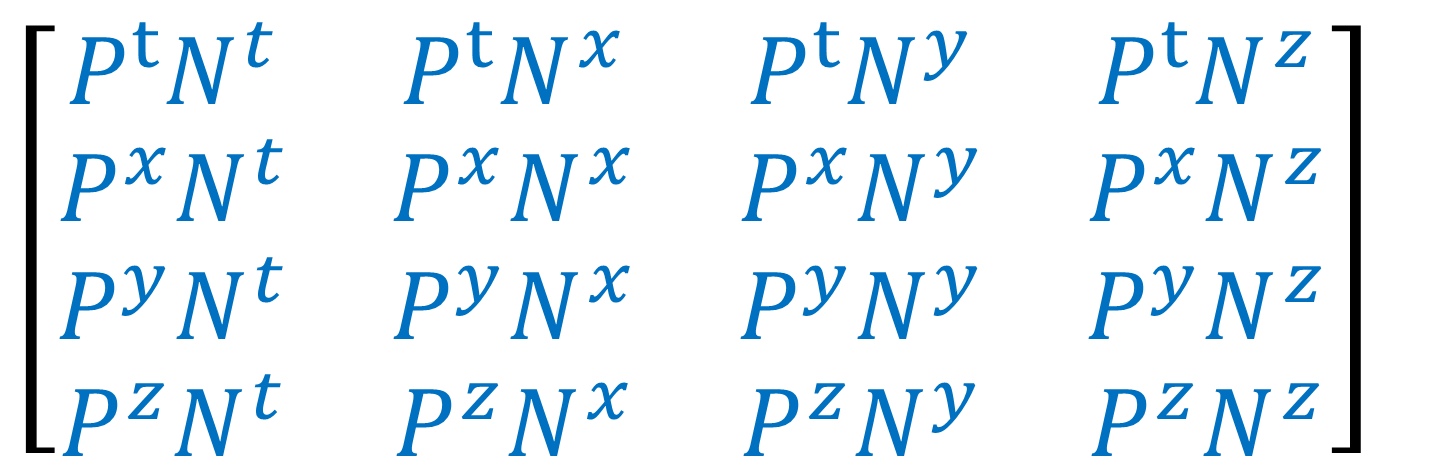 PᵗNᵗ PᵗNˣ PᵗNʸ PᵗNᶻ
PˣNᵗ PˣNˣ PˣNʸ PˣNᶻ
PʸNᵗ PʸNˣ PʸNʸ PʸNᶻ
PᶻNᵗ PᶻNˣ PᶻNʸ PᶻNᶻ